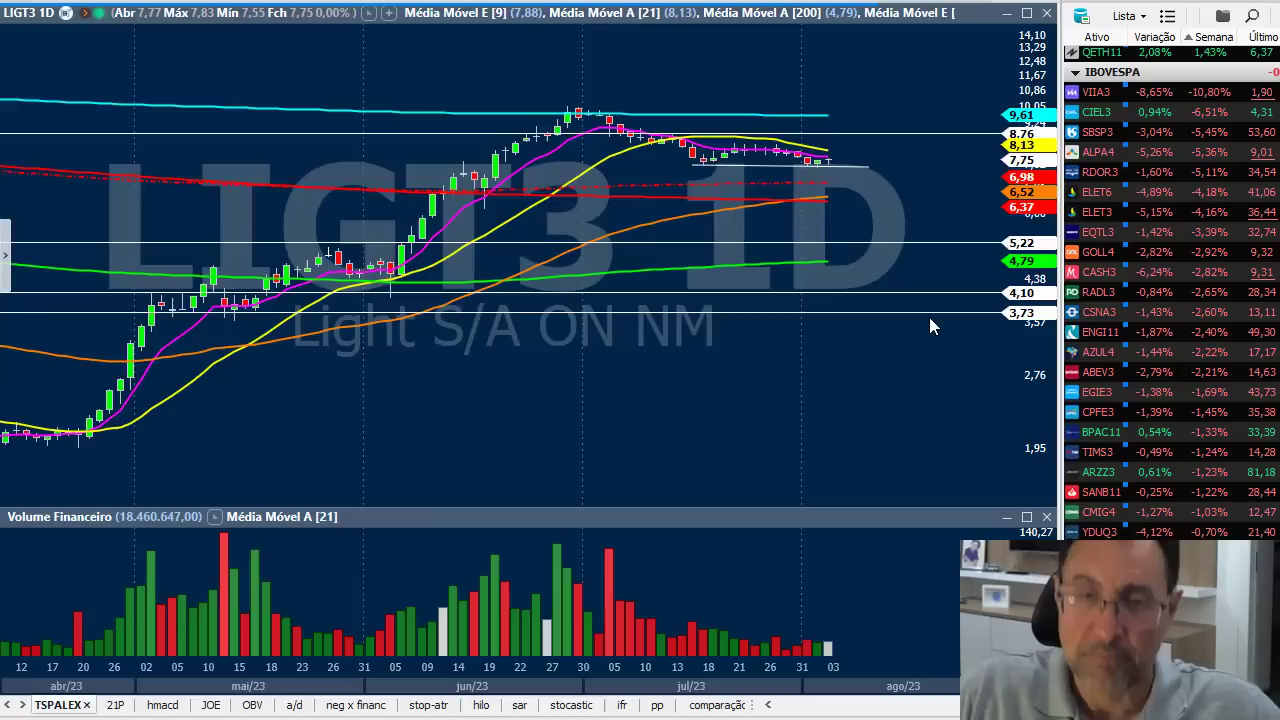 LIGT3 1D (Abr 7,77 Máx 7,83 Mín 7,55 Fch 7,75 0,00% ) Média Móvel E [9] (7,88), Média Móvel A [21] (8,13), Média Móvel A [200] (4,79), Média Móvel E [
Lista
Ativo Variação Semana Último
QETH11 2,08% 1,43% 6,37
IBOVESPA -0
VIIA3 -8,65% -10,80% 1,90
CIEL3 0,94% -6,51% 4,31
SBSP3 -3,04% -5,45% 53,60
ALPA4 -5,26% -5,36% 9,01
RDOR3 -1,60% -5,11% 34,54
ELET6 -4,89% -4,18% 41,06
ELET3 -5,15% -4,16% 36,44
EQTL3 -1,42% -3,39% 32,74
GOLL4 -2,82% -2,92% 9,32
CASH3 -6,24% -2,82% 9,31
RADL3 -0,84% -2,65% 28,34
CSNA3 -1,43% -2,60% 13,11
ENGI11 -1,87% -2,40% 49,30
AZUL4 -1,44% -2,22% 17,17
ABEV3 -2,79% -2,21% 14,63
EGIE3 -1,38% -1,69% 43,73
CPFE3 -1,39% -1,45% 35,38
BPAC11 0,54% -1,33% 33,39
TIMS3 -0,49% -1,24% 14,28
ARZZ3 0,61% -1,23% 81,18
SANB11 -0,25% -1,22% 28,44
CMIG4 -1,27% -1,03% 12,47
YDUQ3 -4,12% -0,70% 21,40
14,10
13,29
12,48
11,67
10,86
10,05
9,61
8,76
8,13
7,75
6,98
6,52
6,37
5,22
4,79
4,38
4,10
3,73
3,57
2,76
1,95
LIGT3 1D
Light S/A ON NM
Volume Financeiro (18.460.647,00) Média Móvel A [21]
140,27
12 17 20 26 02 05 10 15 18 23 26 31 05 09 14 19 22 27 30 05 10 13 18 21 26 31 03
abr/23 mai/23 jun/23 jul/23 ago/23
TSPALEX 21P hmacd JOE OBV a/d neg x financ stop-atr hilo sar stocastic ifr pp comparação